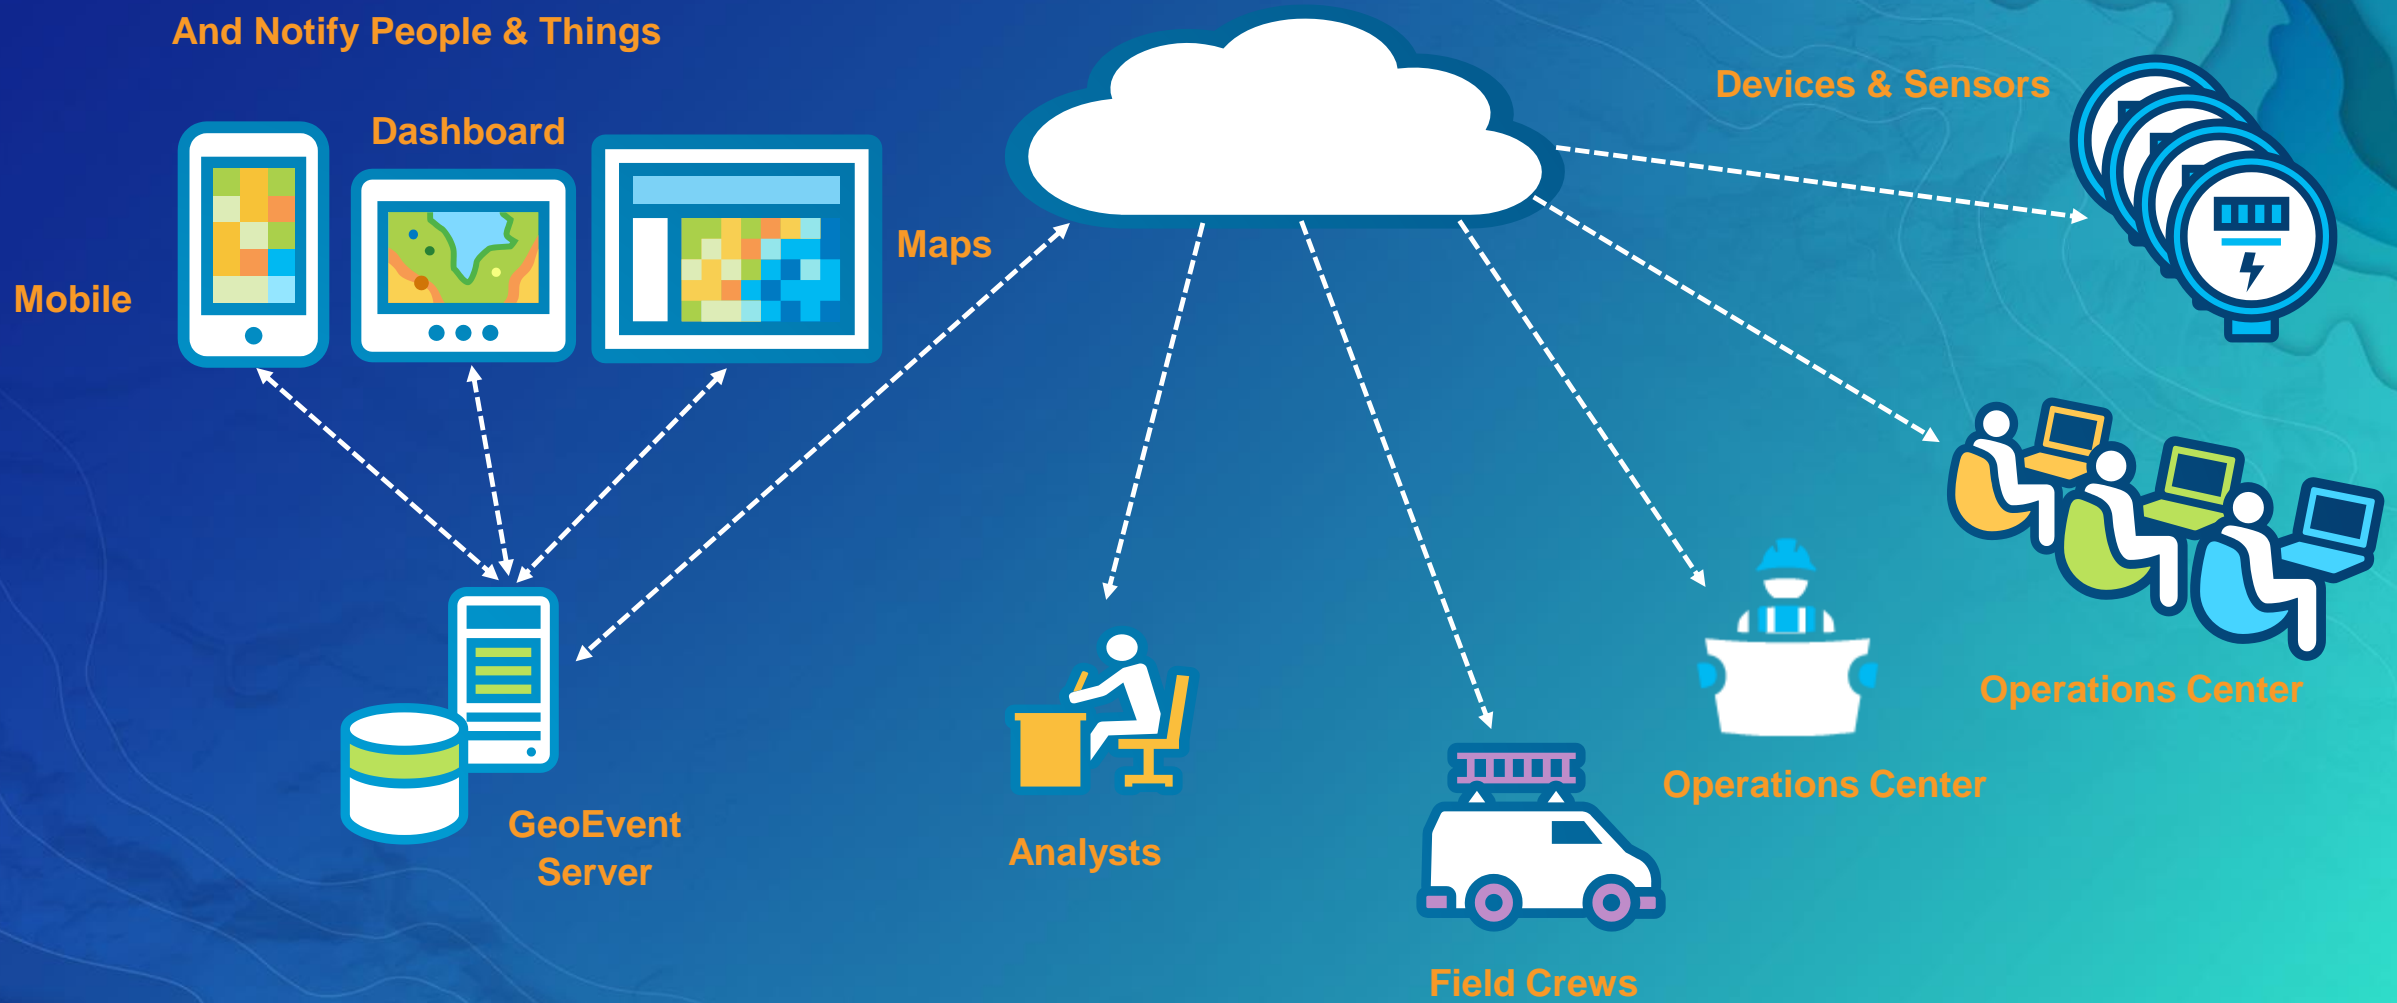 And Notify People & Things
Devices & Sensors
Dashboard
Maps
Mobile
Operations Center
Operations Center
GeoEvent
Server
Analysts
Field Crews